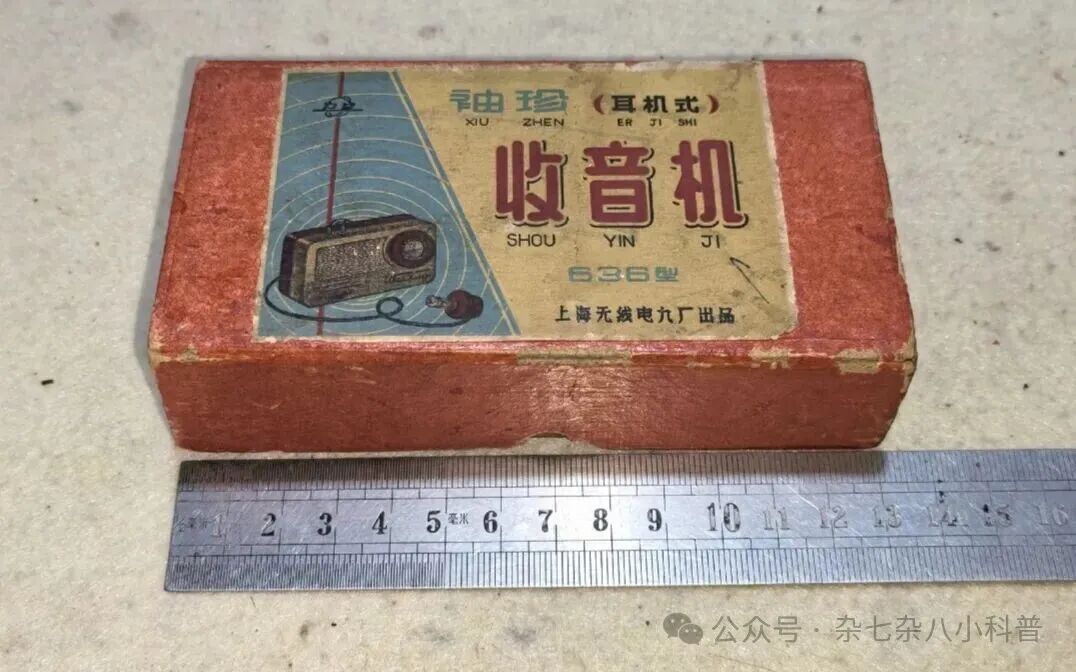 袖珍（耳机式）
XIU ZHEN ER JI SHI
收音机
SHOU YIN JI
636型
上海无线电九厂出品
1 2 3 4 5 毫米 6 7 8 9 10 11 12 13 14 15 16
公众号 · 杂七杂八小科普